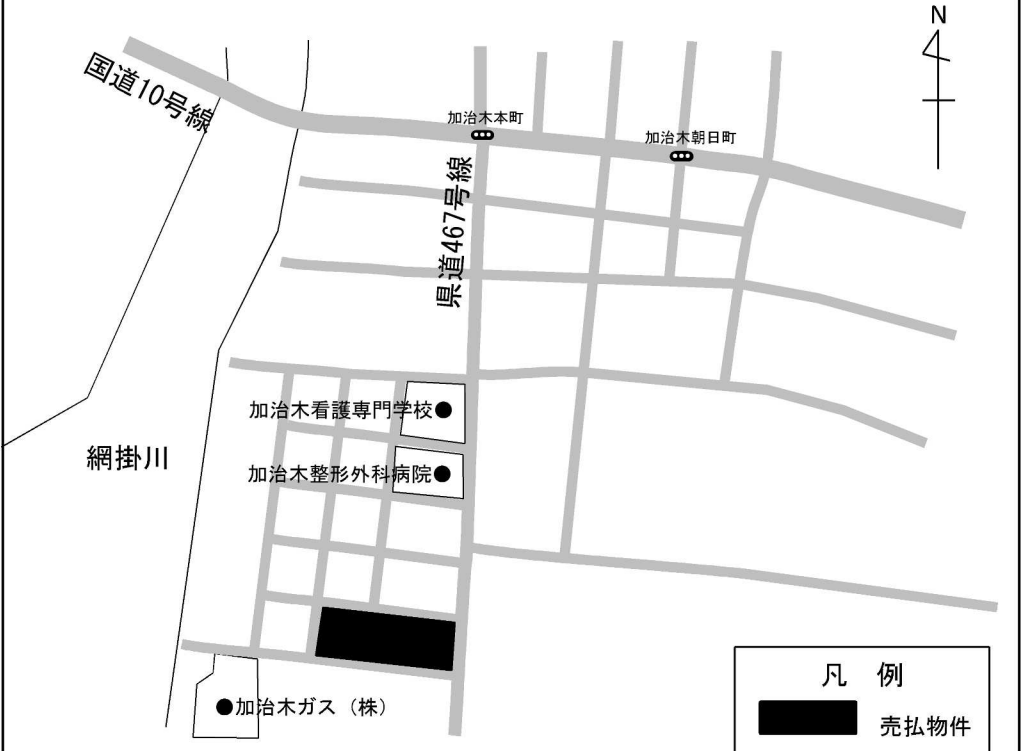 N
国道10号線
加治木本町
加治木朝日町
県道467号線
加治木看護専門学校
網掛川
加治木整形外科病院
加治木ガス（株）
凡 例
売払物件